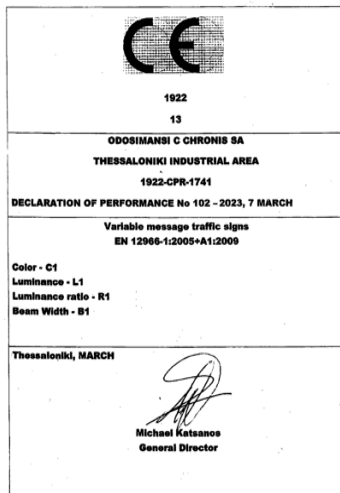 CE
1922
13
ODOSIMANSI C CHRONIS SA
THESSALONIKI INDUSTRIAL AREA
1922-CPR-1741
DECLARATION OF PERFORMANCE No 102 – 2023, 7 MARCH
Variable message traffic signs
EN 12966-1:2005+A1:2009
Color - C1
Luminance - L1
Luminance ratio - R1
Beam Width - B1
Thessaloniki, MARCH
Michael Katsanos
General Director